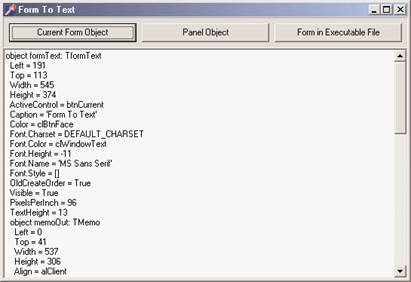 Form To Text
Current Form Object
Panel Object
Form in Executable File
object formText: TformText
Left = 191
Top = 113
Width = 545
Height = 374
ActiveControl = btnCurrent
Caption = 'Form To Text'
Color = clBtnFace
Font.Charset = DEFAULT_CHARSET
Font.Color = clWindowText
Font.Height = -11
Font.Name = 'MS Sans Serif'
Font.Style = []
OldCreateOrder = True
Visible = True
PixelsPerInch = 96
TextHeight = 13
object memoOut: TMemo
Left = 0
Top = 41
Width = 537
Height = 306
Align = alClient